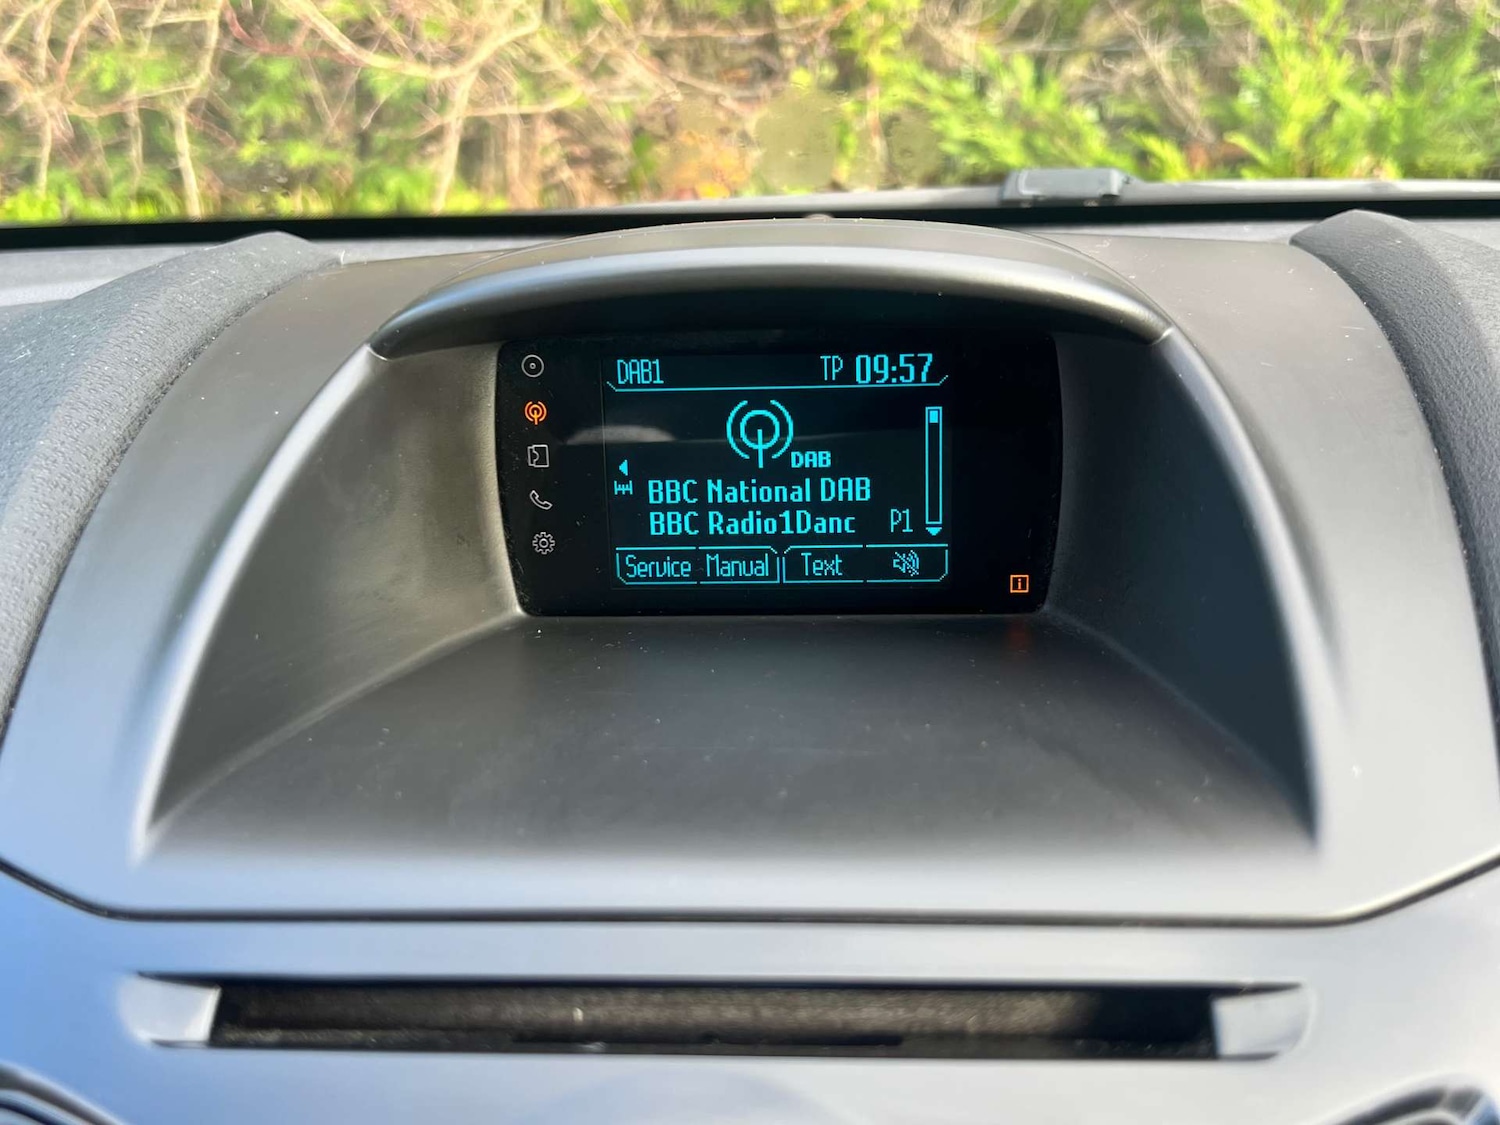 DAB1 TP 09:57
DAB
BBC National DAB
BBC Radio1Danc P1
Service Manual Text
i